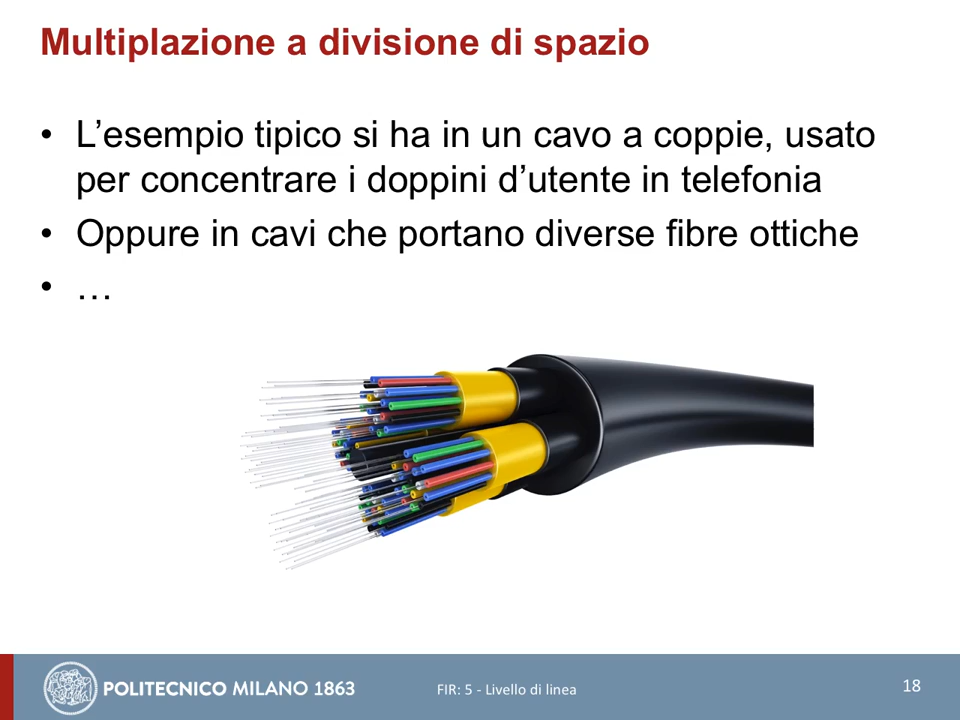 Multiplazione a divisione di spazio
• L’esempio tipico si ha in un cavo a coppie, usato
per concentrare i doppini d’utente in telefonia
• Oppure in cavi che portano diverse fibre ottiche
• …
POLITECNICO MILANO 1863
FIR: 5 - Livello di linea
18